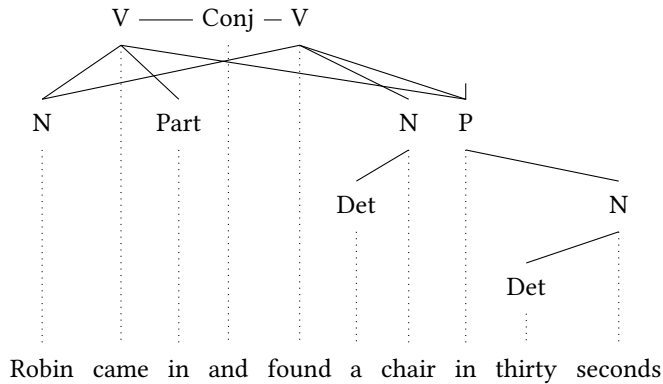 V Conj V
N Part N P
Det N
Det
Robin came in and found a chair in thirty seconds